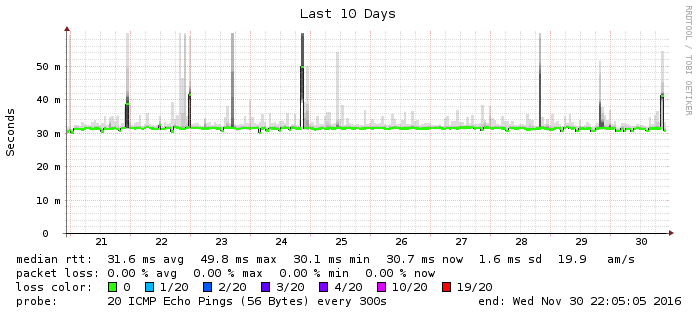 Last 10 Days
RRDTOOL / TOBI OETIKER
Seconds
50 m
40 m
30 m
20 m
10 m
0
21 22 23 24 25 26 27 28 29 30
median rtt: 31.6 ms avg 49.8 ms max 30.1 ms min 30.7 ms now 1.6 ms sd 19.9 am/s
packet loss: 0.00 % avg 0.00 % max 0.00 % min 0.00 % now
loss color: 0 1/20 2/20 3/20 4/20 10/20 19/20
probe: 20 ICMP Echo Pings (56 Bytes) every 300s end: Wed Nov 30 22:05:05 2016